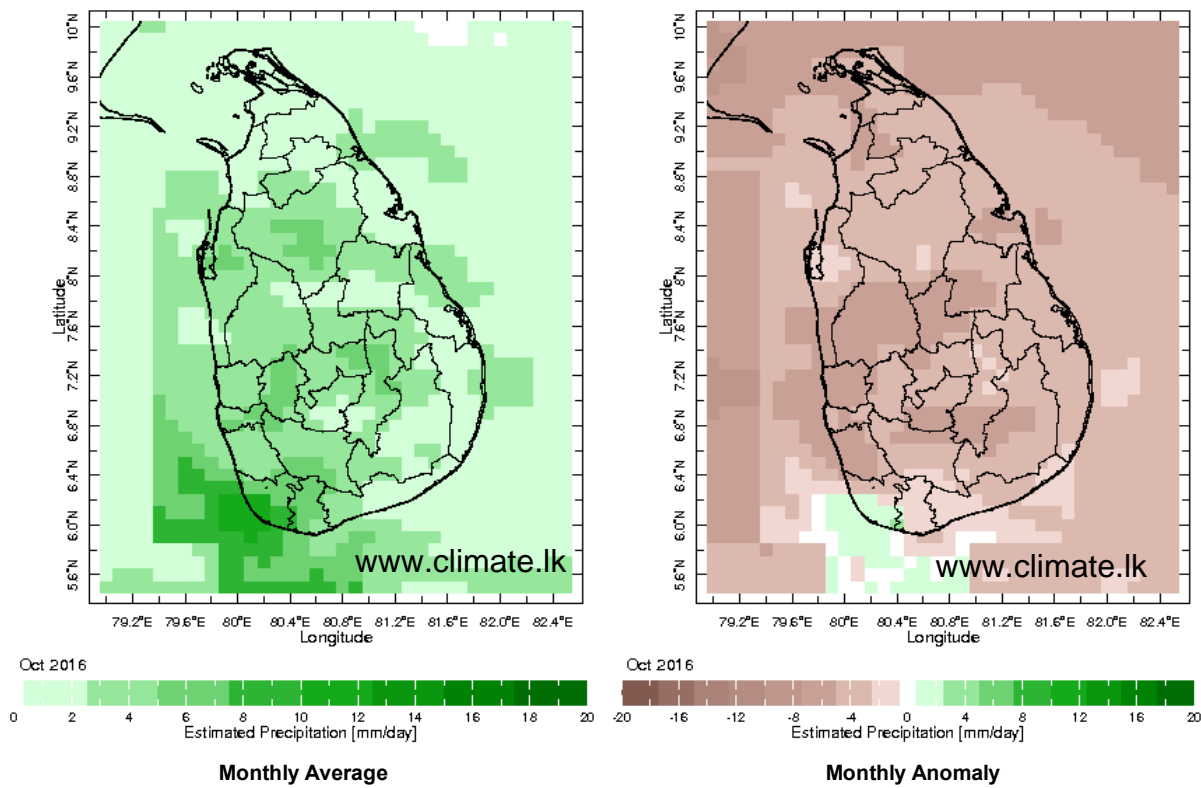 10°N
9.6°N
9.2°N
8.8°N
8.4°N
8°N
7.6°N
7.2°N
6.8°N
6.4°N
6.0°N
5.6°N
Latitude
79.2°E 79.6°E 80°E 80.4°E 80.8°E 81.2°E 81.6°E 82.0°E 82.4°E
Longitude
www.climate.lk
Oct 2016
0 2 4 6 8 10 12 14 16 18 20
Estimated Precipitation [mm/day]
Monthly Average
10°N
9.6°N
9.2°N
8.8°N
8.4°N
8°N
7.6°N
7.2°N
6.8°N
6.4°N
6.0°N
5.6°N
Latitude
79.2°E 79.6°E 80°E 80.4°E 80.8°E 81.2°E 81.6°E 82.0°E 82.4°E
Longitude
www.climate.lk
Oct 2016
-20 -16 -12 -8 -4 0 4 8 12 16 20
Estimated Precipitation [mm/day]
Monthly Anomaly